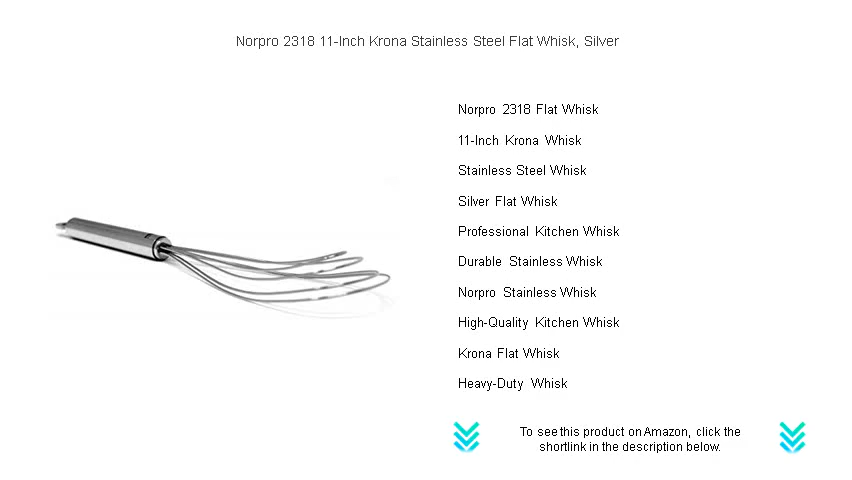 Norpro 2318 11-Inch Krona Stainless Steel Flat Whisk, Silver
Norpro 2318 Flat Whisk
11-Inch Krona Whisk
Stainless Steel Whisk
Silver Flat Whisk
Professional Kitchen Whisk
Durable Stainless Whisk
Norpro Stainless Whisk
High-Quality Kitchen Whisk
Krona Flat Whisk
Heavy-Duty Whisk
To see this product on Amazon, click the
shortlink in the description below.